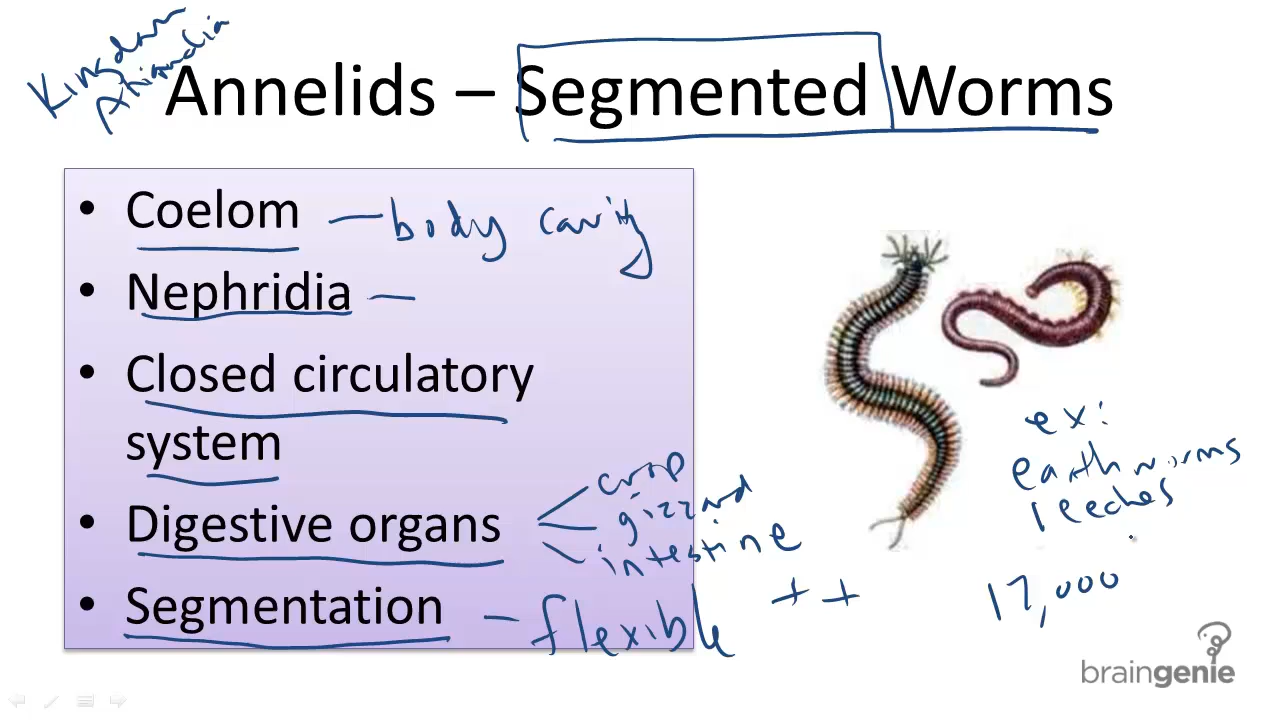 Kingdom
Animalia
Annelids – Segmented Worms
• Coelom — body cavity
• Nephridia —
• Closed circulatory
system
• Digestive organs
crop
gizzard
intestine
• Segmentation – flexible ++
ex:
earthworms
leeches
17,000
braingenie